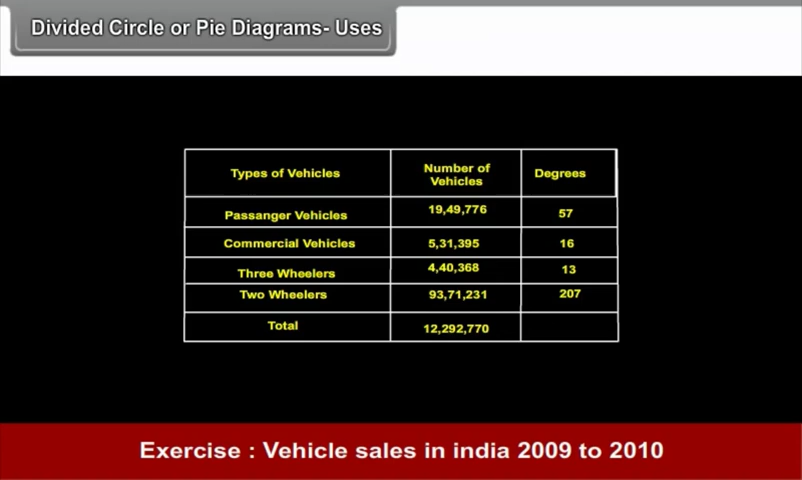 Divided Circle or Pie Diagrams- Uses
Types of Vehicles
Number of
Vehicles
Degrees
Passanger Vehicles
19,49,776
57
Commercial Vehicles
5,31,395
16
Three Wheelers
4,40,368
13
Two Wheelers
93,71,231
207
Total
12,292,770
Exercise : Vehicle sales in india 2009 to 2010